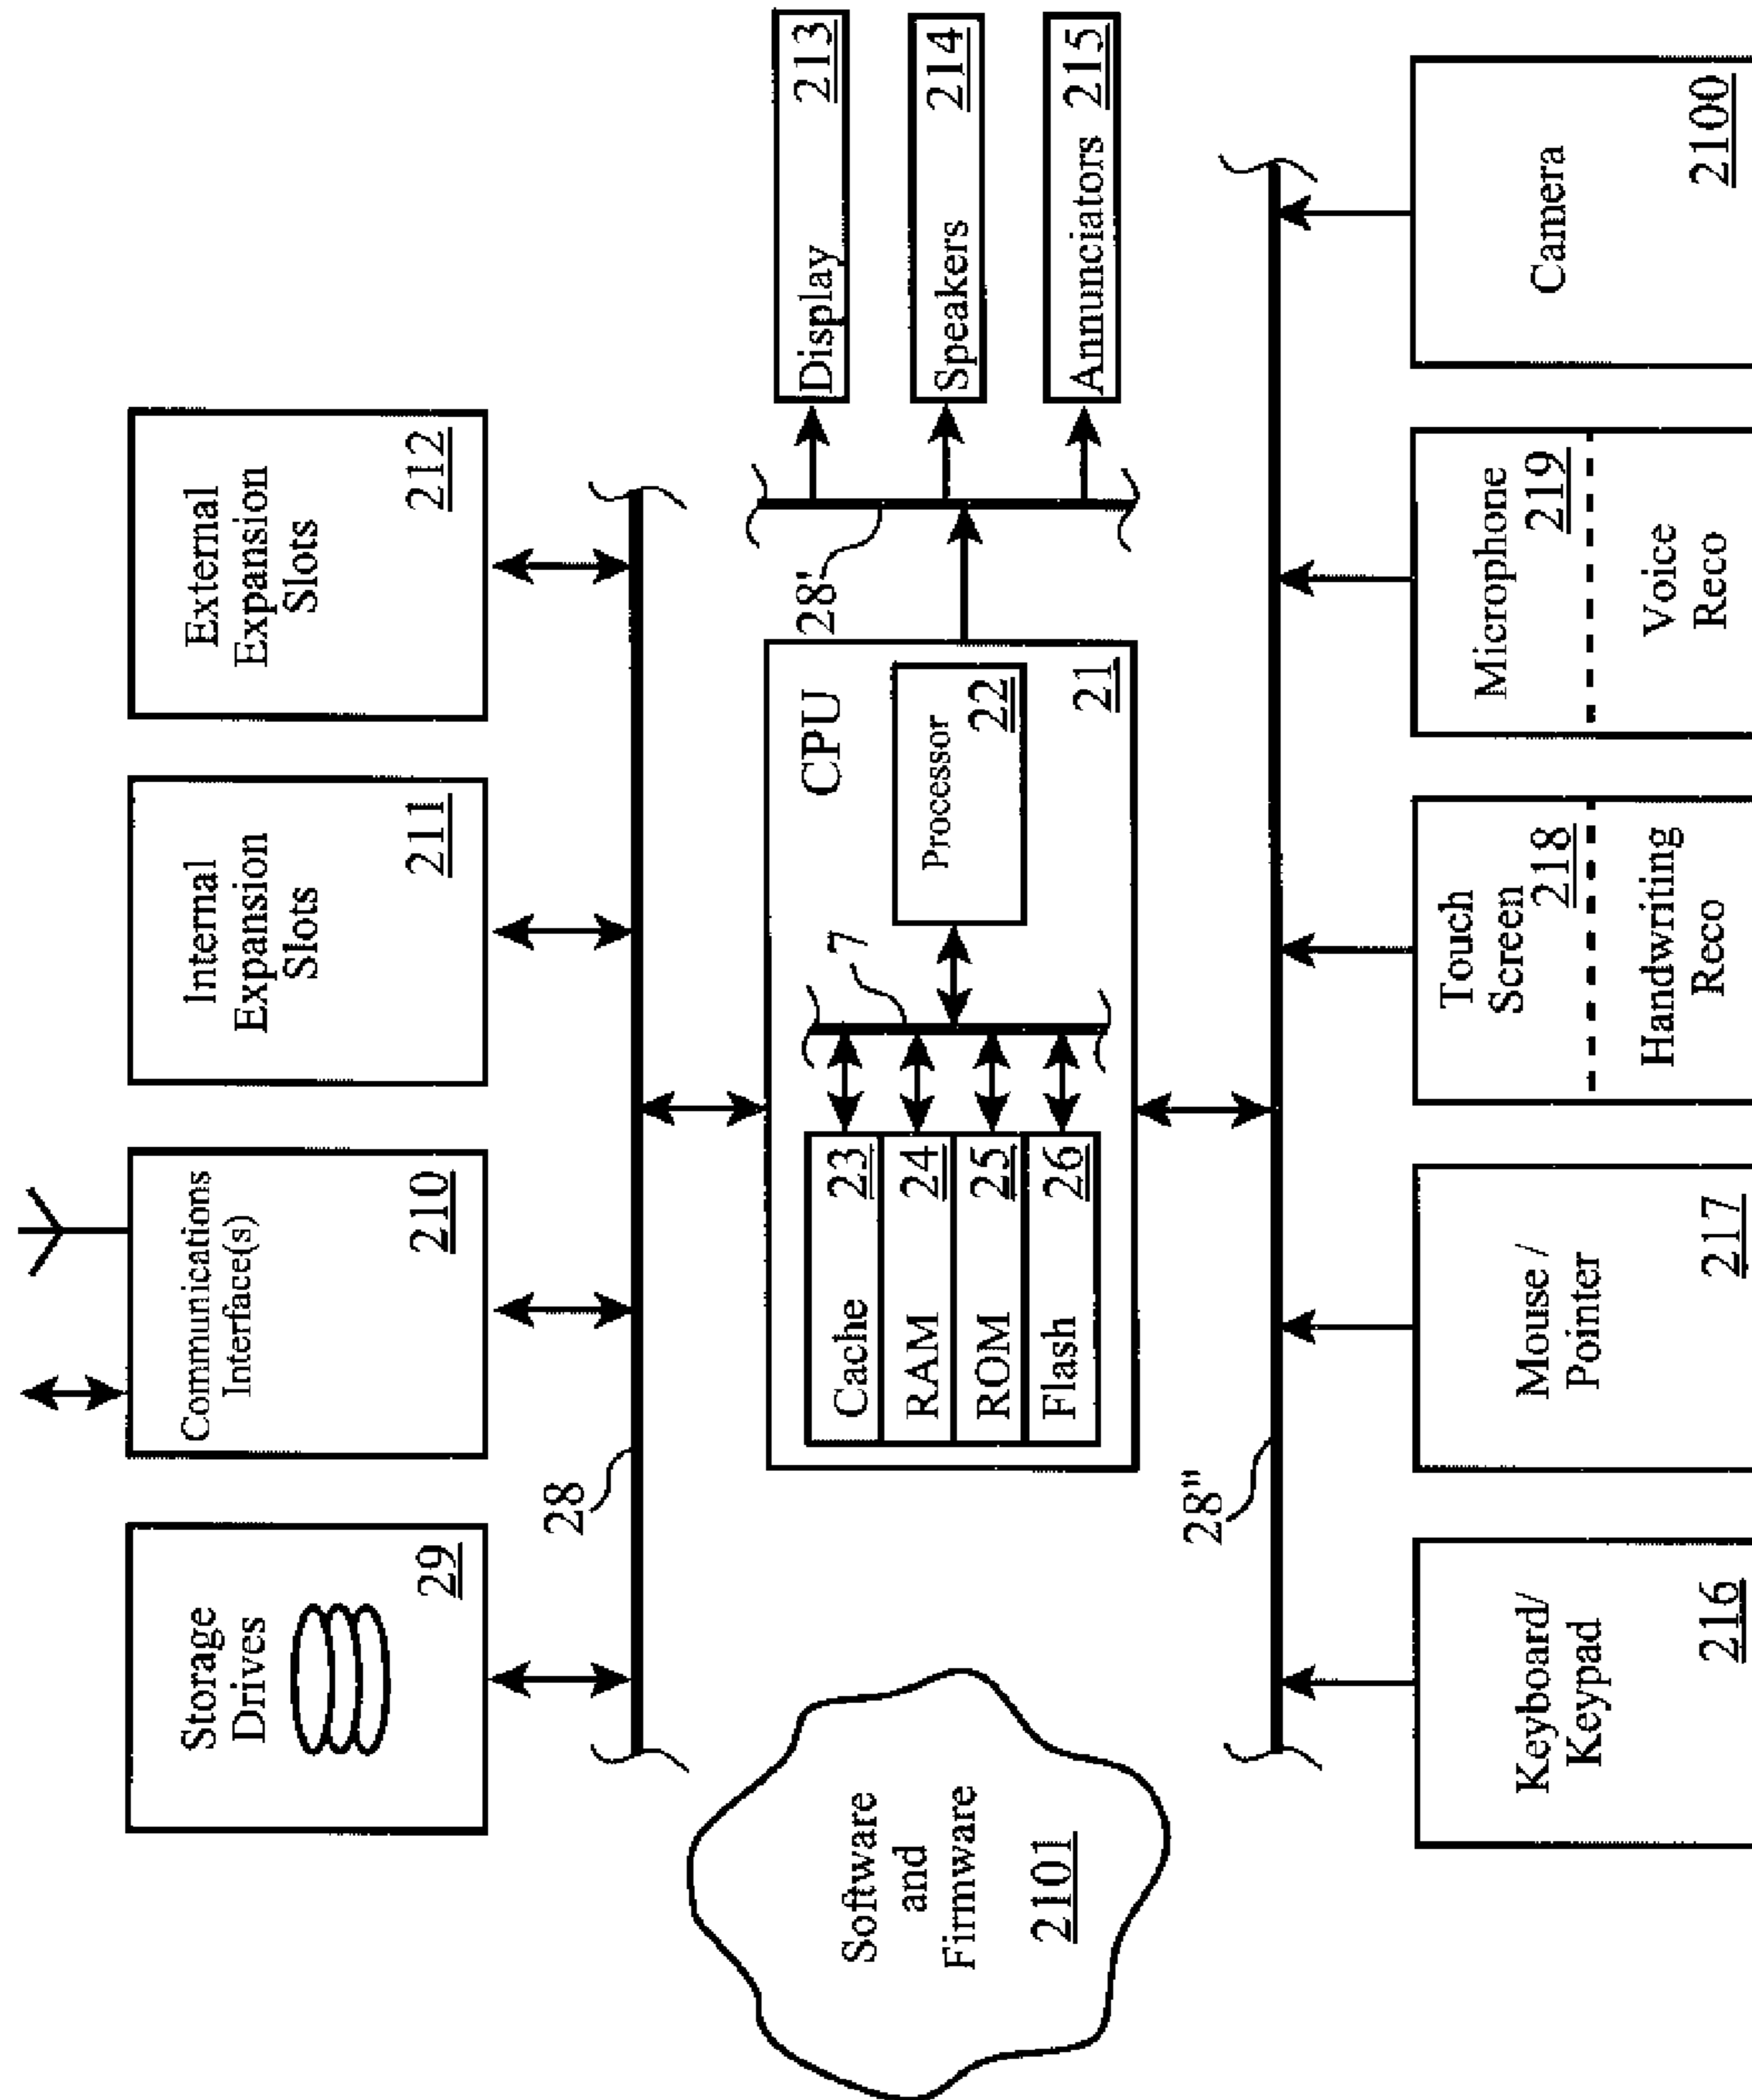 Storage
Drives
29
Communications
Interface(s)
210
Internal
Expansion
Slots
211
External
Expansion
Slots
212
28
Software
and
Firmware
2101
CPU
Cache 23
RAM 24
ROM 25
Flash 26
7
Processor
22
21
28'
Display 213
Speakers 214
Annunciators 215
28"
Keyboard/
Keypad
216
Mouse /
Pointer
217
Touch
Screen
218
Handwriting
Reco
Microphone
219
Voice
Reco
Camera
2100